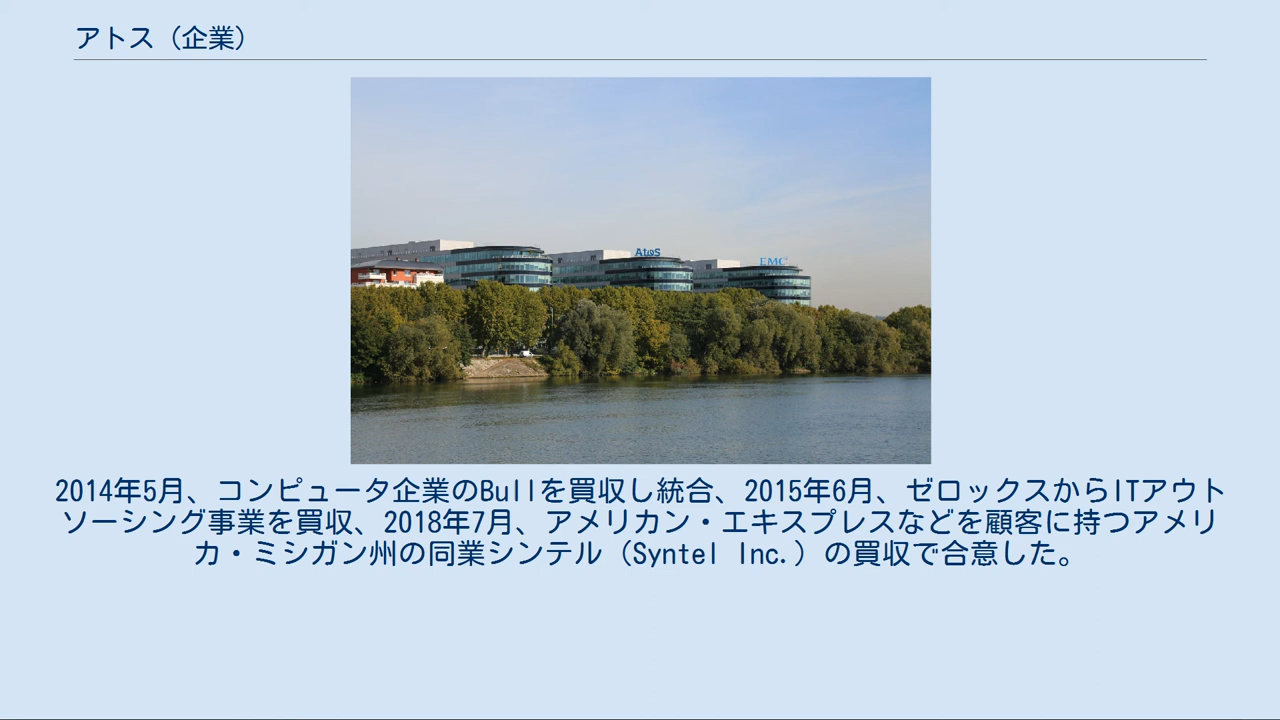 アトス（企業）
Atos
EMC
2014年5月、コンピュータ企業のBullを買収し統合、2015年6月、ゼロックスからITアウト
ソーシング事業を買収、2018年7月、アメリカン・エキスプレスなどを顧客に持つアメリ
カ・ミシガン州の同業シンテル（Syntel Inc.）の買収で合意した。